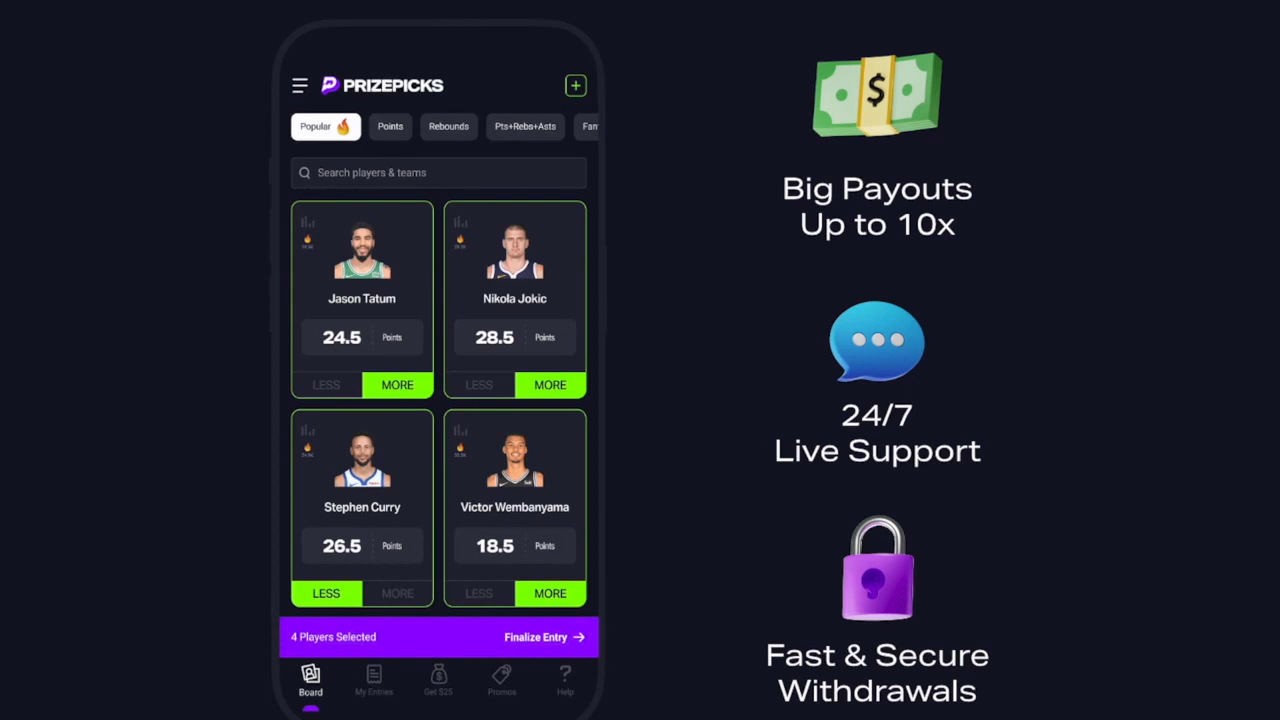 PRIZEPICKS
Popular
Points
Rebounds
Pts+Rebs+Asts
Fan
Search players & teams
Jason Tatum
24.5 Points
LESS MORE
Nikola Jokic
28.5 Points
LESS MORE
Stephen Curry
26.5 Points
LESS MORE
Victor Wembanyama
18.5 Points
LESS MORE
4 Players Selected
Finalize Entry
Board
My Entries
Get $25
Promos
Help
$
Big Payouts
Up to 10x
24/7
Live Support
Fast & Secure
Withdrawals